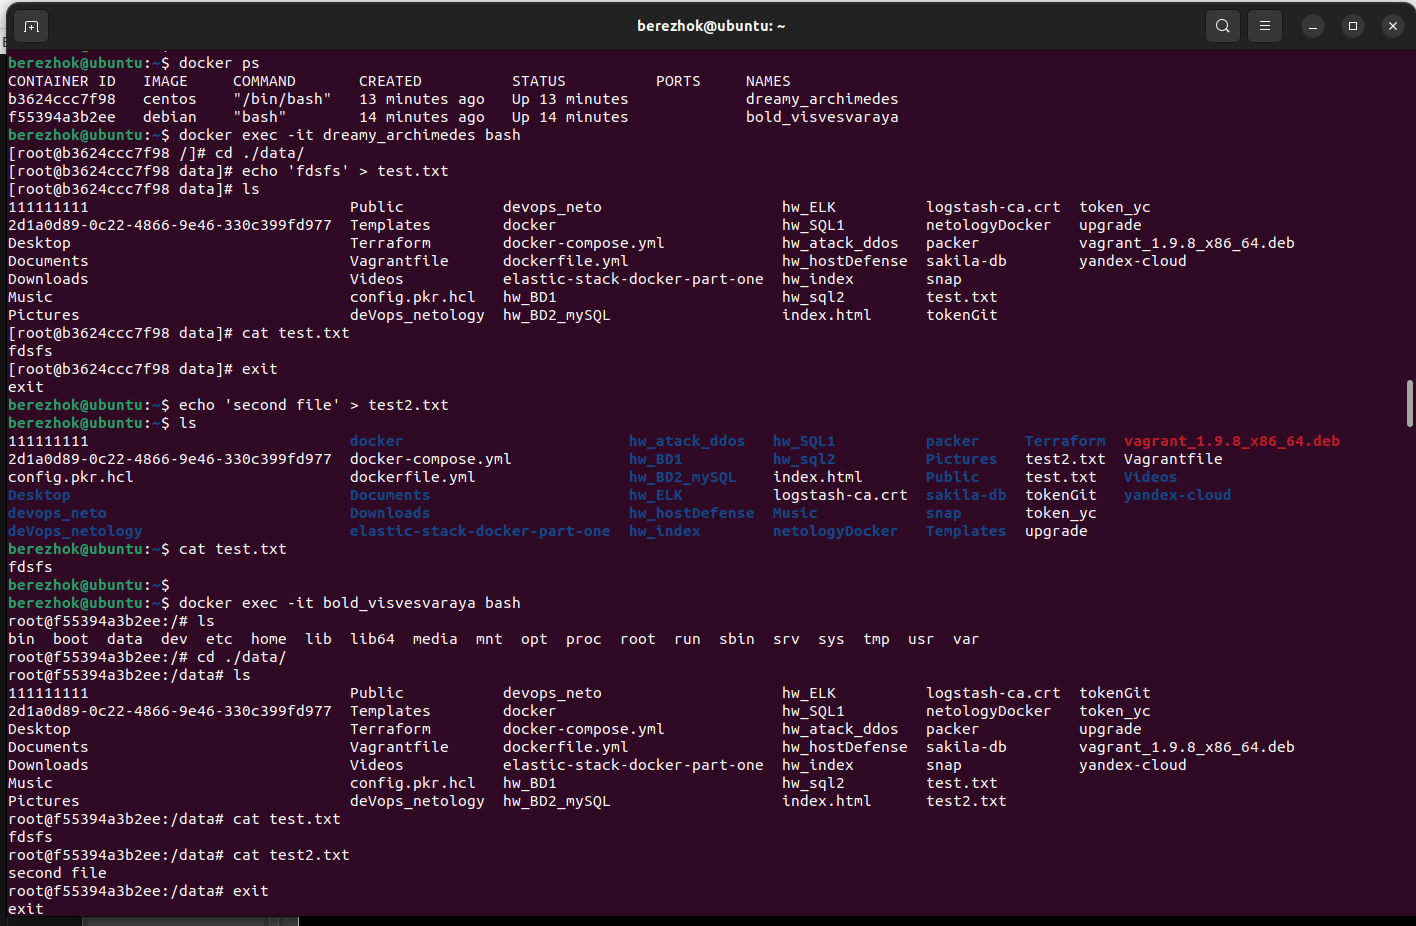 berezhok@ubuntu: ~
berezhok@ubuntu:~$ docker ps
CONTAINER ID   IMAGE     COMMAND       CREATED          STATUS          PORTS     NAMES
b3624ccc7f98   centos    "/bin/bash"   13 minutes ago   Up 13 minutes             dreamy_archimedes
f55394a3b2ee   debian    "bash"        14 minutes ago   Up 14 minutes             bold_visvesvaraya
berezhok@ubuntu:~$ docker exec -it dreamy_archimedes bash
[root@b3624ccc7f98 /]# cd ./data/
[root@b3624ccc7f98 data]# echo 'fdsfs' > test.txt
[root@b3624ccc7f98 data]# ls
111111111                             Public           devops_neto                    hw_ELK          logstash-ca.crt  token_yc
2d1a0d89-0c22-4866-9e46-330c399fd977  Templates        docker                         hw_SQL1         netologyDocker   upgrade
Desktop                               Terraform        docker-compose.yml             hw_atack_ddos   packer           vagrant_1.9.8_x86_64.deb
Documents                             Vagrantfile      dockerfile.yml                 hw_hostDefense  sakila-db        yandex-cloud
Downloads                             Videos           elastic-stack-docker-part-one  hw_index        snap
Music                                 config.pkr.hcl   hw_BD1                         hw_sql2         test.txt
Pictures                              deVops_netology  hw_BD2_mySQL                   index.html      tokenGit
[root@b3624ccc7f98 data]# cat test.txt
fdsfs
[root@b3624ccc7f98 data]# exit
exit
berezhok@ubuntu:~$ echo 'second file' > test2.txt
berezhok@ubuntu:~$ ls
111111111                             docker                         hw_atack_ddos   hw_SQL1          packer     Terraform  vagrant_1.9.8_x86_64.deb
2d1a0d89-0c22-4866-9e46-330c399fd977  docker-compose.yml             hw_BD1          hw_sql2          Pictures   test2.txt  Vagrantfile
config.pkr.hcl                        dockerfile.yml                 hw_BD2_mySQL    index.html       Public     test.txt   Videos
Desktop                               Documents                      hw_ELK          logstash-ca.crt  sakila-db  tokenGit   yandex-cloud
devops_neto                           Downloads                      hw_hostDefense  Music            snap       token_yc
deVops_netology                       elastic-stack-docker-part-one  hw_index        netologyDocker   Templates  upgrade
berezhok@ubuntu:~$ cat test.txt
fdsfs
berezhok@ubuntu:~$
berezhok@ubuntu:~$ docker exec -it bold_visvesvaraya bash
root@f55394a3b2ee:/# ls
bin  boot  data  dev  etc  home  lib  lib64  media  mnt  opt  proc  root  run  sbin  srv  sys  tmp  usr  var
root@f55394a3b2ee:/# cd ./data/
root@f55394a3b2ee:/data# ls
111111111                             Public           devops_neto                    hw_ELK          logstash-ca.crt  tokenGit
2d1a0d89-0c22-4866-9e46-330c399fd977  Templates        docker                         hw_SQL1         netologyDocker   token_yc
Desktop                               Terraform        docker-compose.yml             hw_atack_ddos   packer           upgrade
Documents                             Vagrantfile      dockerfile.yml                 hw_hostDefense  sakila-db        vagrant_1.9.8_x86_64.deb
Downloads                             Videos           elastic-stack-docker-part-one  hw_index        snap             yandex-cloud
Music                                 config.pkr.hcl   hw_BD1                         hw_sql2         test.txt
Pictures                              deVops_netology  hw_BD2_mySQL                   index.html      test2.txt
root@f55394a3b2ee:/data# cat test.txt
fdsfs
root@f55394a3b2ee:/data# cat test2.txt
second file
root@f55394a3b2ee:/data# exit
exit